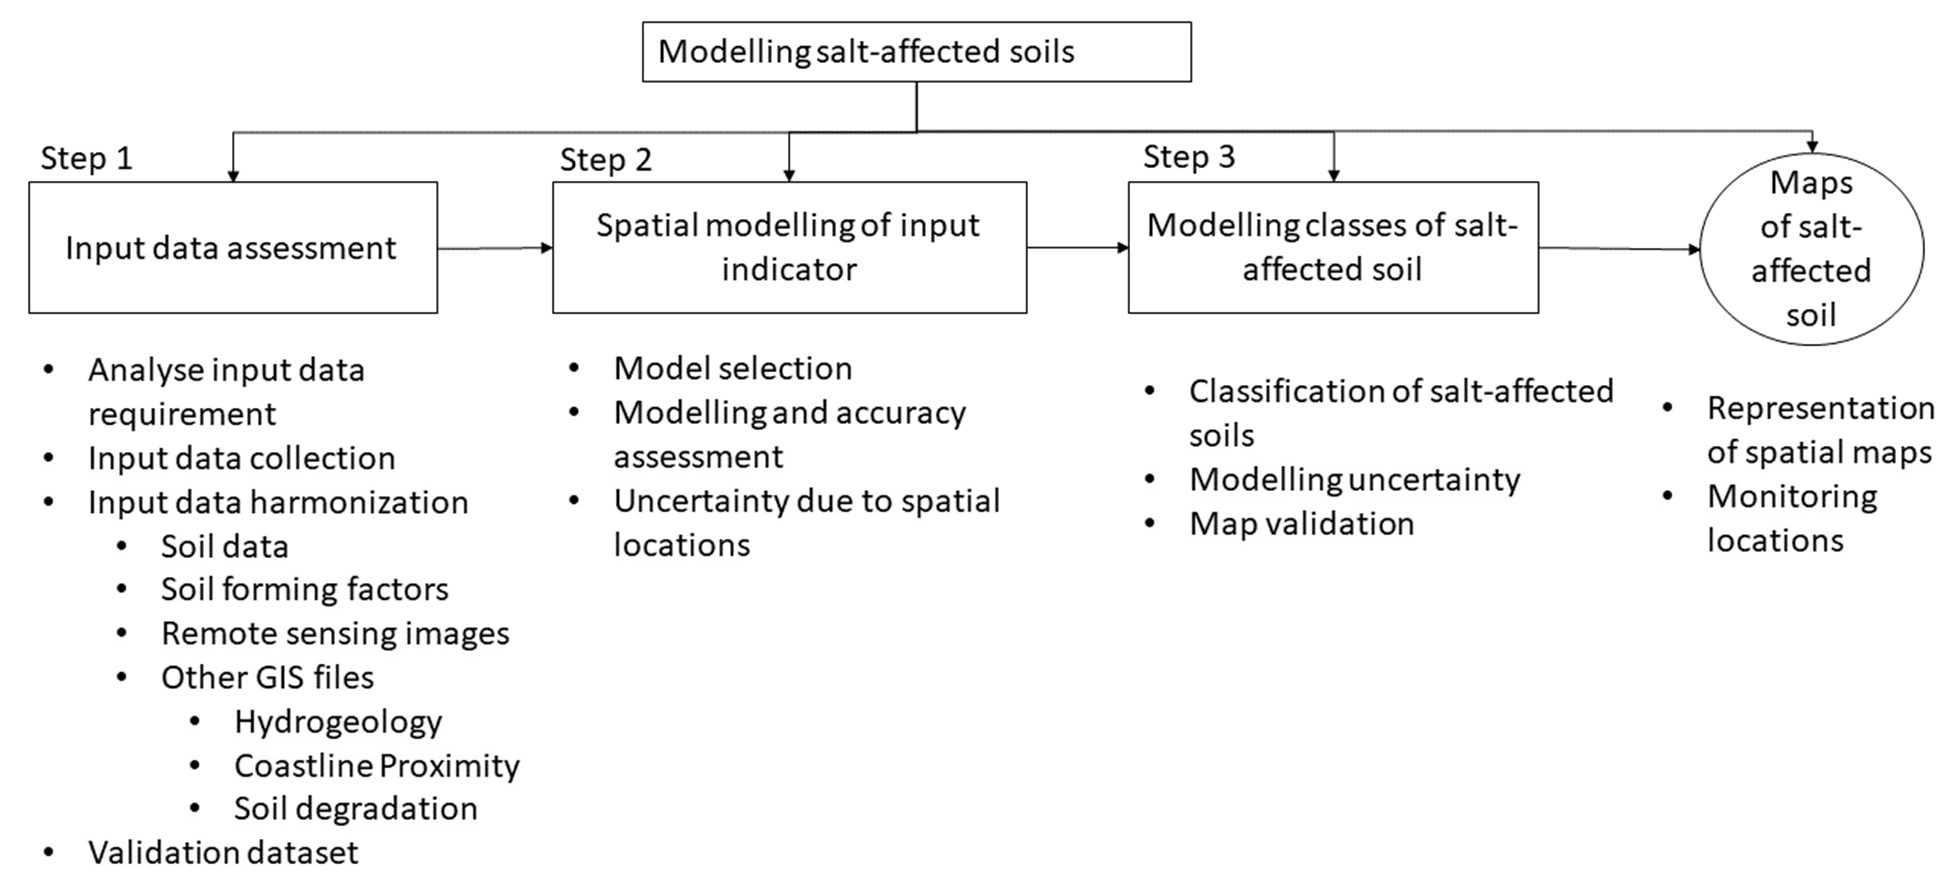 Modelling salt-affected soils
Step 1
Input data assessment
• Analyse input data
requirement
• Input data collection
• Input data harmonization
• Soil data
• Soil forming factors
• Remote sensing images
• Other GIS files
• Hydrogeology
• Coastline Proximity
• Soil degradation
• Validation dataset
Step 2
Spatial modelling of input
indicator
• Model selection
• Modelling and accuracy
assessment
• Uncertainty due to spatial
locations
Step 3
Modelling classes of salt-
affected soil
• Classification of salt-affected
soils
• Modelling uncertainty
• Map validation
Maps
of salt-
affected
soil
• Representation
of spatial maps
• Monitoring
locations